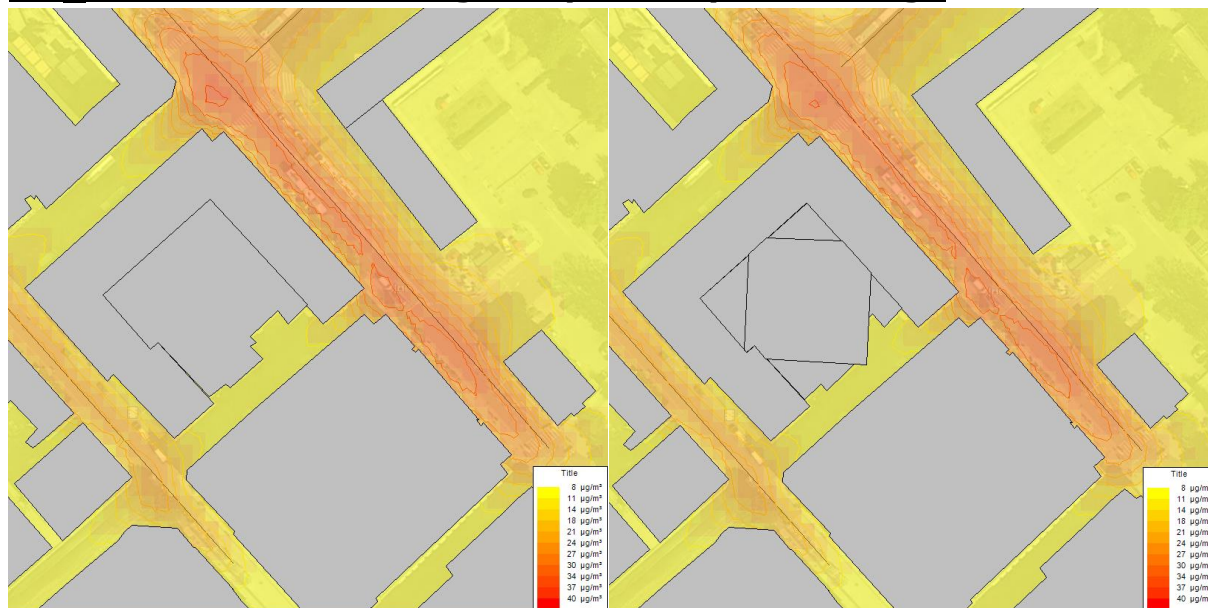 Title
8 µg/m³
11 µg/m³
14 µg/m³
18 µg/m³
21 µg/m³
24 µg/m³
27 µg/m³
30 µg/m³
34 µg/m³
37 µg/m³
40 µg/m³
Title
8 µg/m
11 µg/m
14 µg/m
18 µg/m
21 µg/m
24 µg/m
27 µg/m
30 µg/m
34 µg/m
37 µg/m
40 µg/m